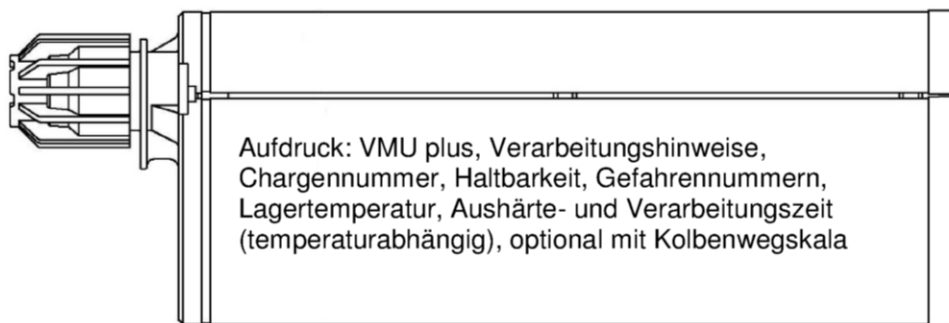 Aufdruck: VMU plus, Verarbeitungshinweise,
Chargennummer, Haltbarkeit, Gefahrennummern,
Lagertemperatur, Aushärte- und Verarbeitungszeit
(temperaturabhängig), optional mit Kolbenwegskala